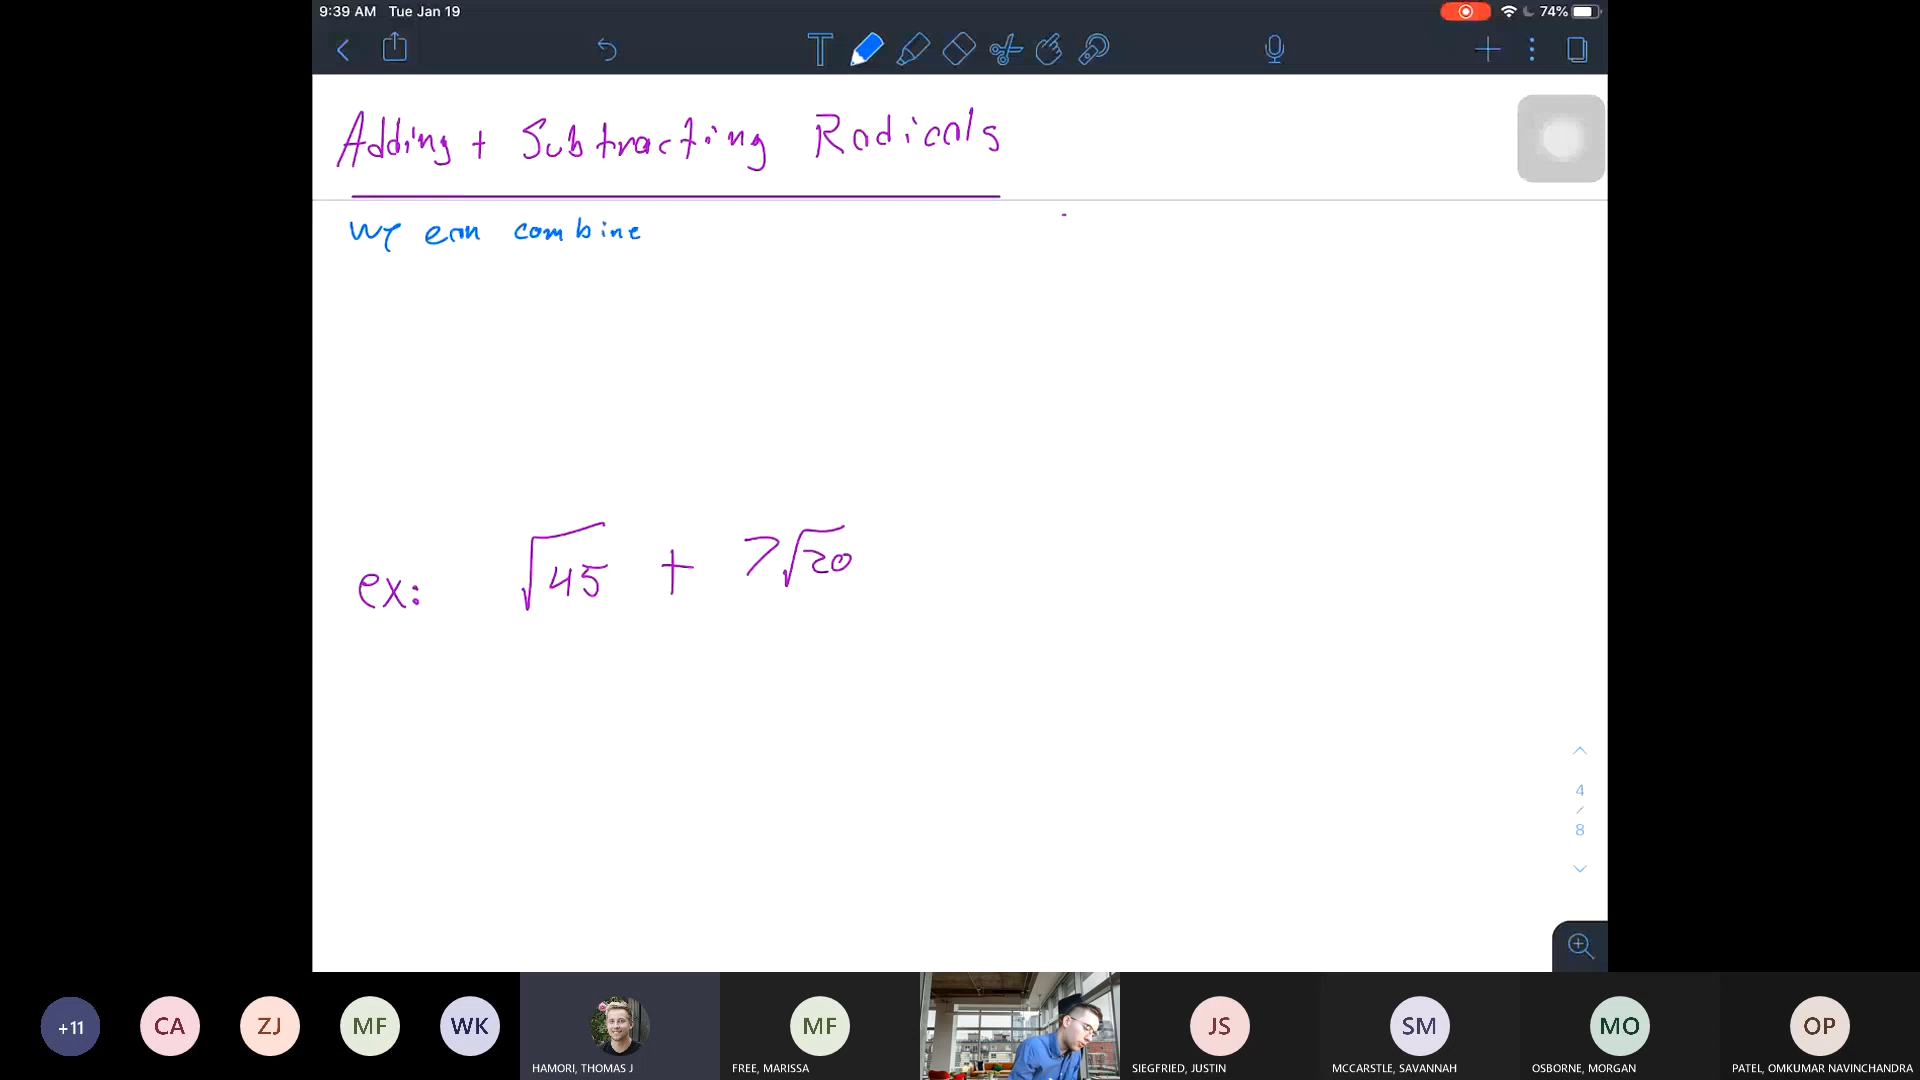 9:39 AM Tue Jan 19
74%
Adding + Subtracting Radicals
we can combine
ex: √45 + 7√20
4
/
8
+11
CA
ZJ
MF
WK
HAMORI, THOMAS J
MF
FREE, MARISSA
JS
SIEGFRIED, JUSTIN
SM
MCCARSTLE, SAVANNAH
MO
OSBORNE, MORGAN
OP
PATEL, OMKUMAR NAVINCHANDRA